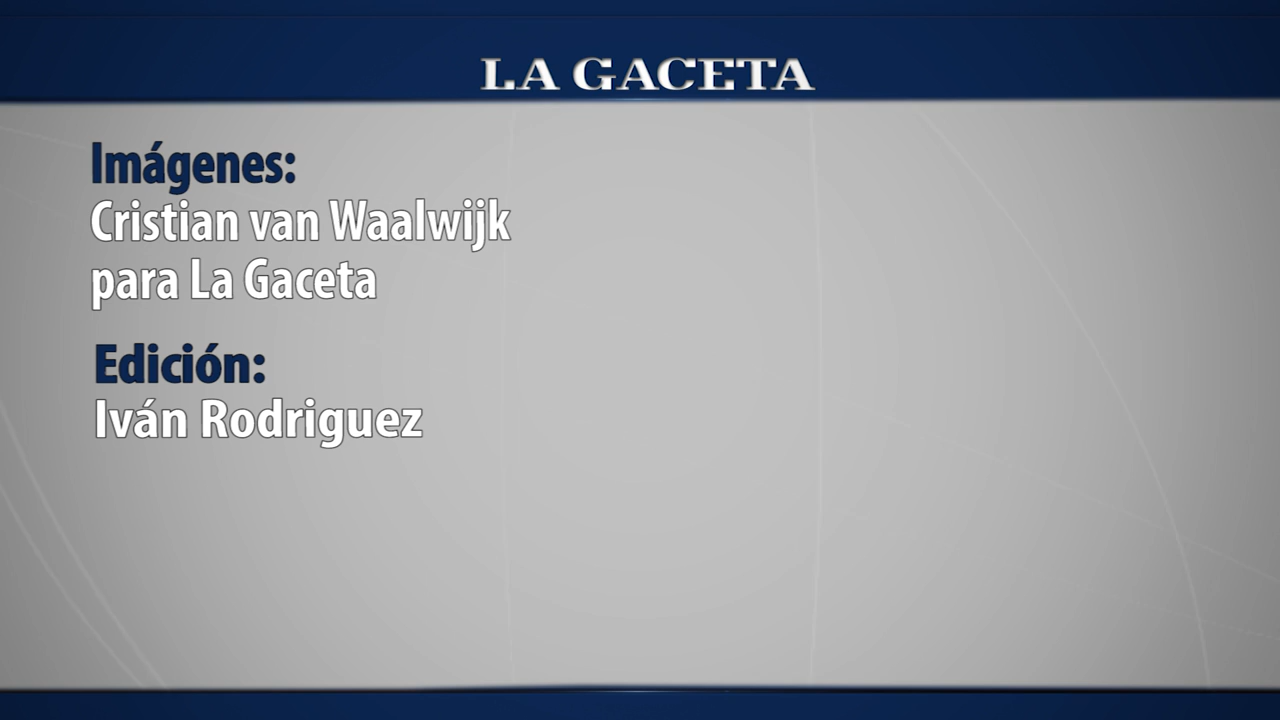 LA GACETA
Imágenes:
Cristian van Waalwijk
para La Gaceta
Edición:
Iván Rodriguez